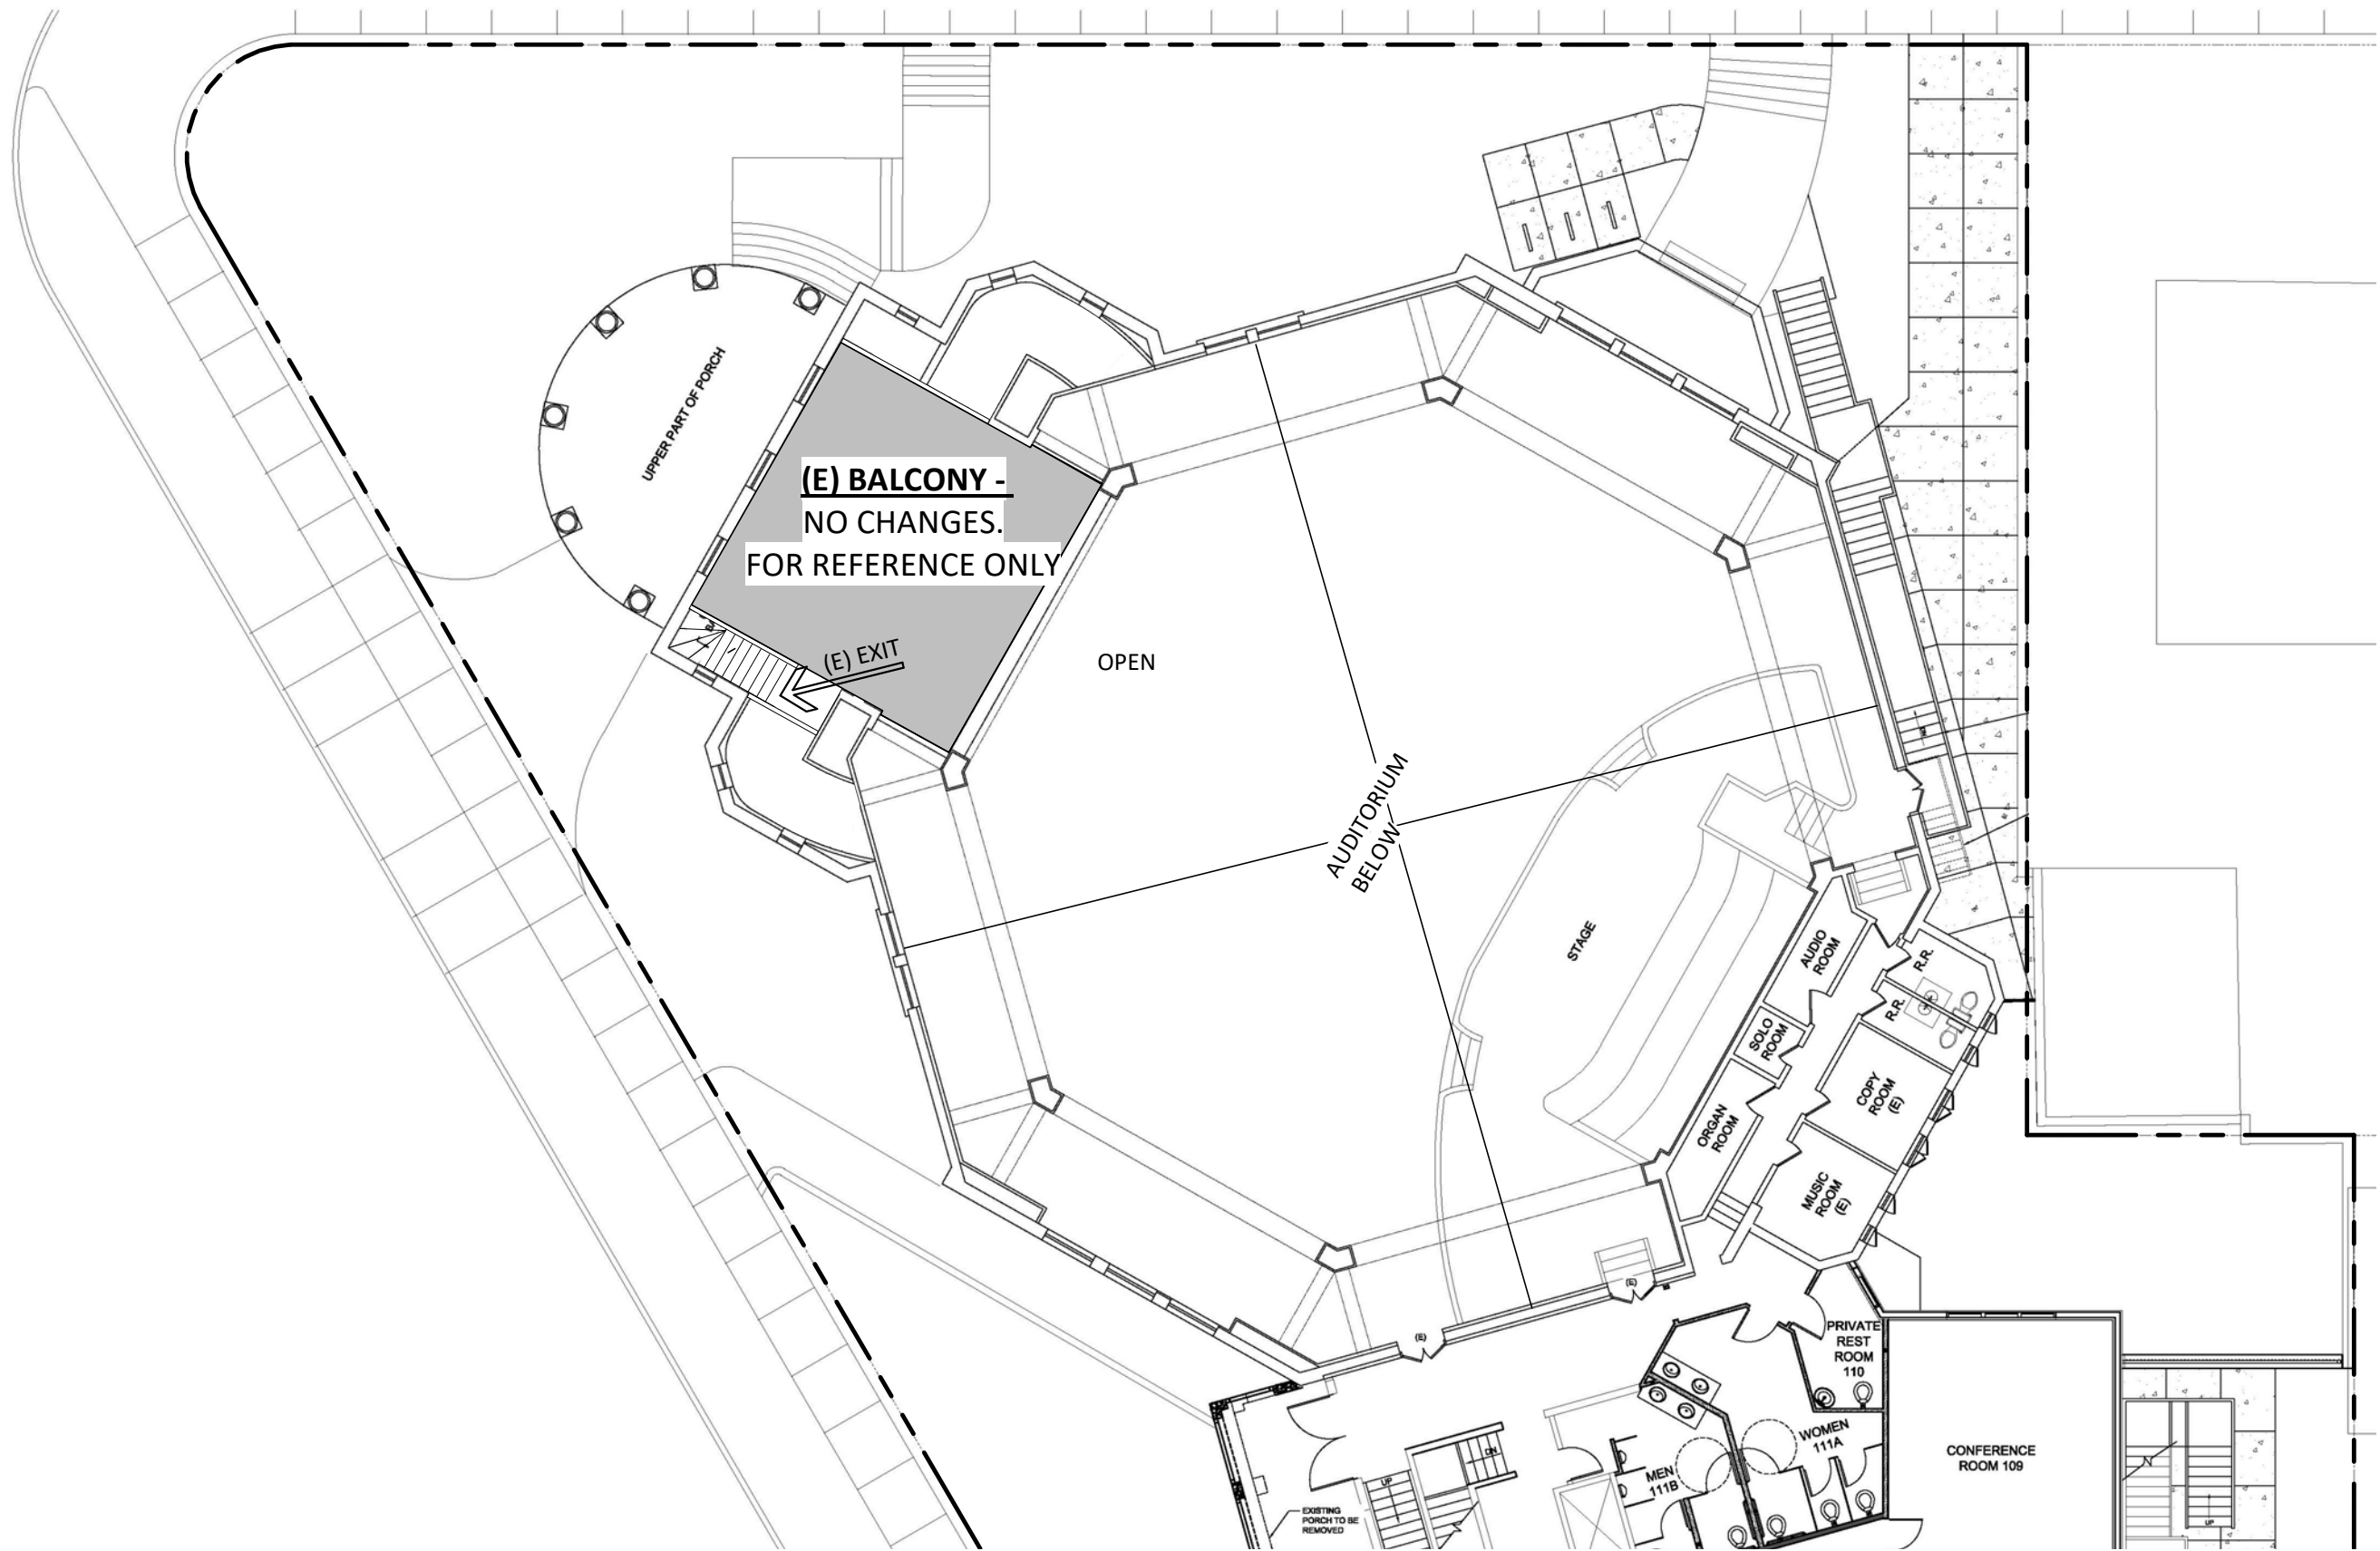 UPPER PART OF PORCH
(E) BALCONY -
NO CHANGES.
FOR REFERENCE ONLY
(E) EXIT
OPEN
AUDITORIUM
BELOW
STAGE
DN
AUDIO
ROOM
R.R.
R.R.
SOLO
ROOM
COPY
ROOM
(E)
ORGAN
ROOM
MUSIC
ROOM
(E)
(E)
(E)
PRIVATE
REST
ROOM
110
WOMEN
111A
MEN
111B
CONFERENCE
ROOM 109
DN
UP
UP
EXISTING
PORCH TO BE
REMOVED